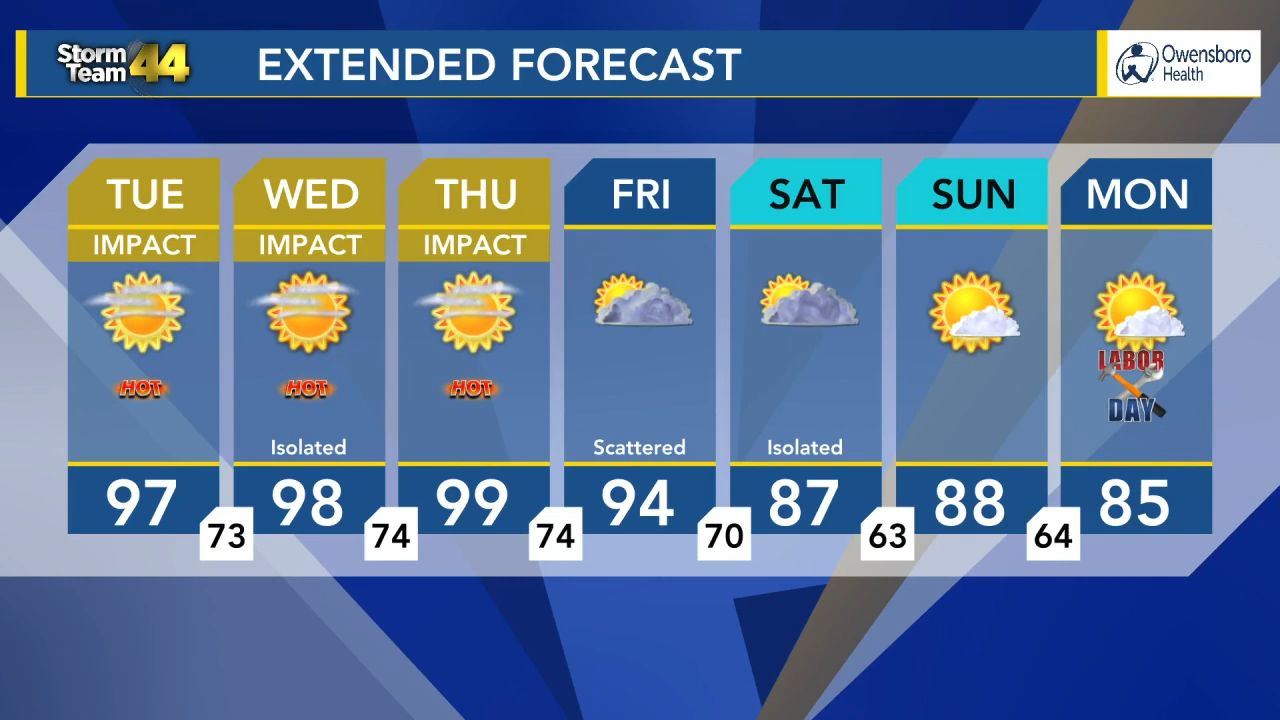 Storm
Team 44
EXTENDED FORECAST
Owensboro
Health
TUE WED THU FRI SAT SUN MON
IMPACT IMPACT IMPACT
LABOR
HOT HOT HOT
DAY
Isolated Scattered Isolated
97 98 99 94 87 88 85
73 74 74 70 63 64